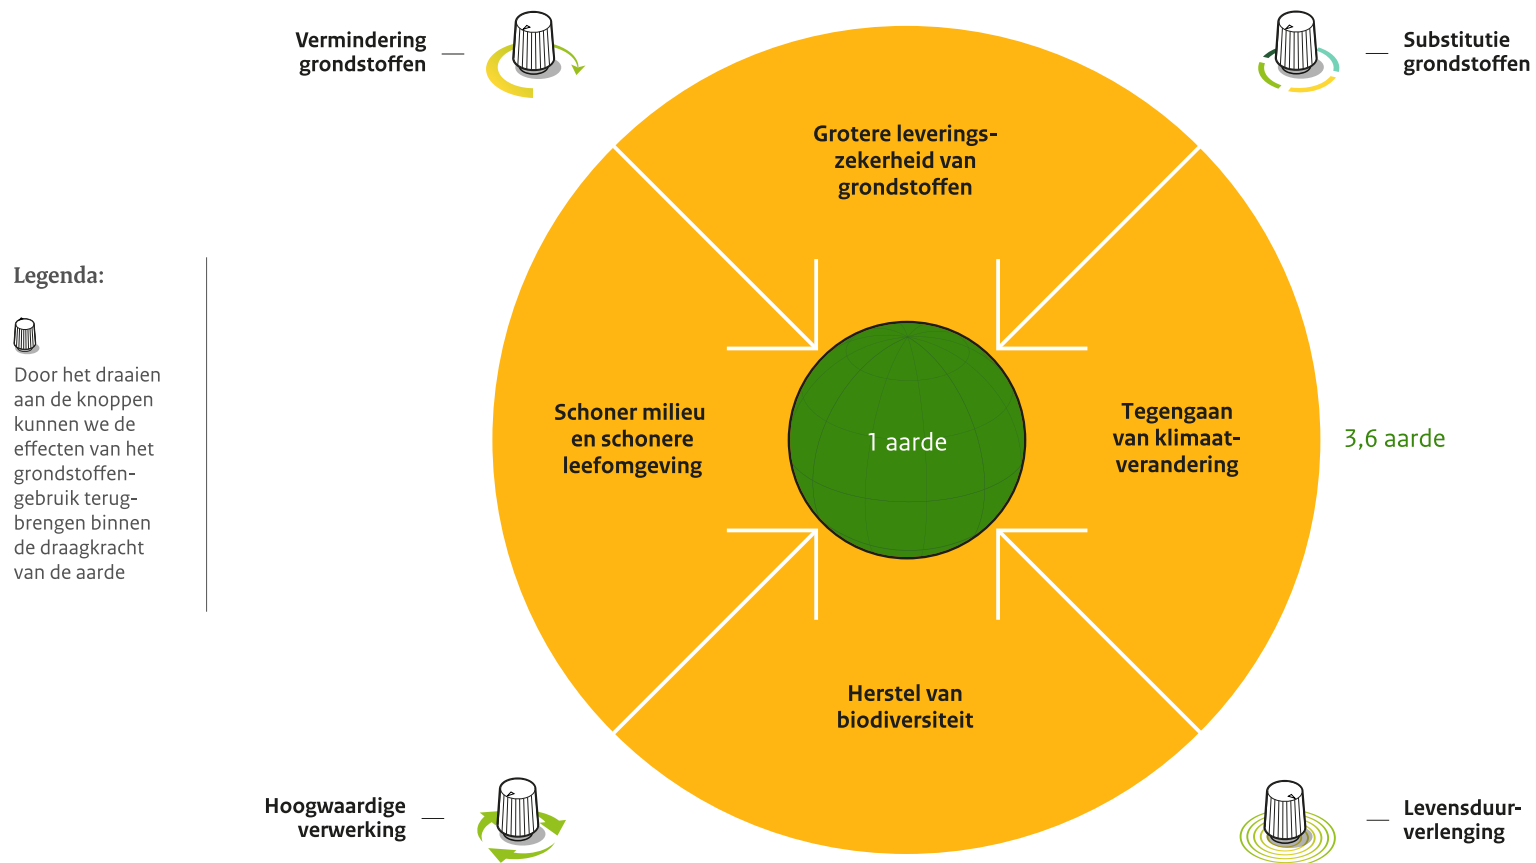 Vermindering
grondstoffen
Substitutie
grondstoffen
Grotere leverings-
zekerheid van
grondstoffen
Legenda:
Door het draaien
aan de knoppen
kunnen we de
effecten van het
grondstoffen-
gebruik terug-
brengen binnen
de draagkracht
van de aarde
Schoner milieu
en schonere
leefomgeving
1 aarde
Tegengaan
van klimaat-
verandering
3,6 aarde
Herstel van
biodiversiteit
Hoogwaardige
verwerking
Levensduur-
verlenging